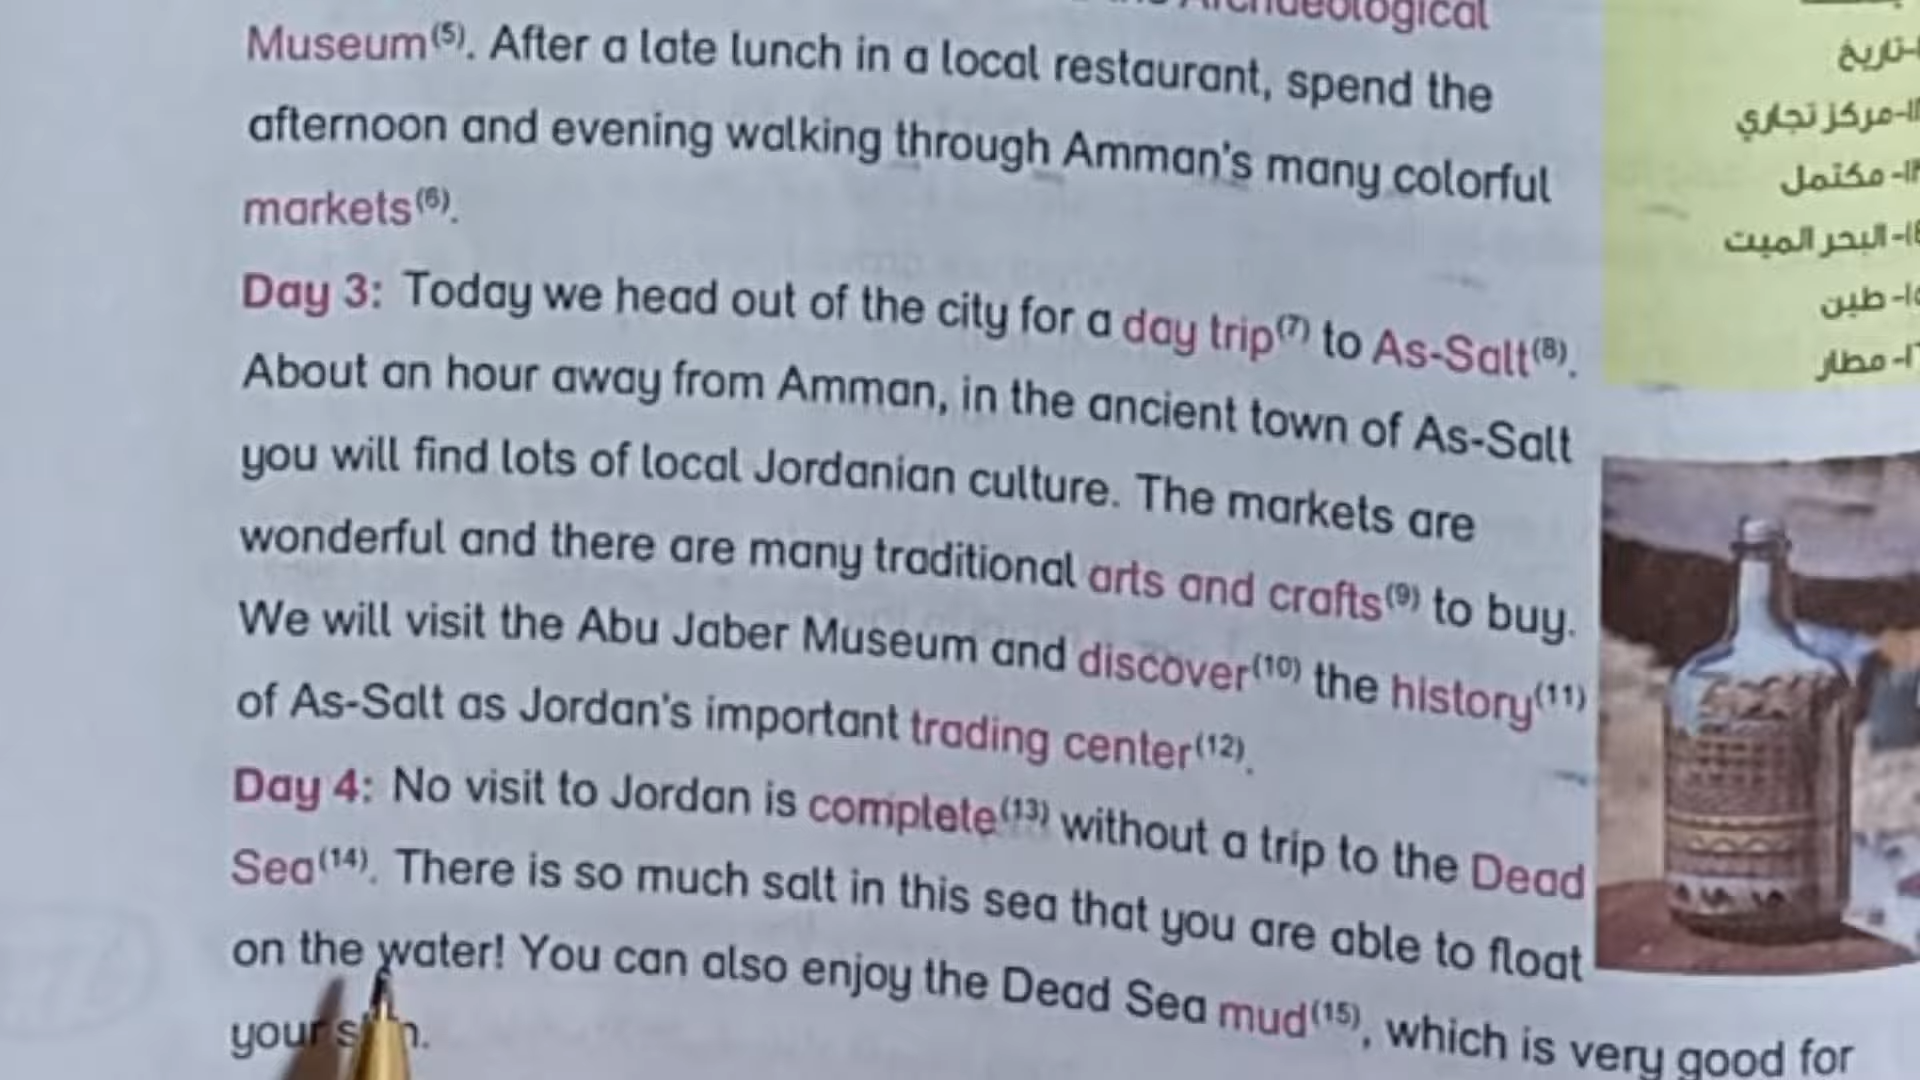 Archaeological
Museum(5). After a late lunch in a local restaurant, spend the
afternoon and evening walking through Amman's many colorful
markets(6).
Day 3: Today we head out of the city for a day trip(7) to As-Salt(8).
About an hour away from Amman, in the ancient town of As-Salt
you will find lots of local Jordanian culture. The markets are
wonderful and there are many traditional arts and crafts(9) to buy.
We will visit the Abu Jaber Museum and discover(10) the history(11)
of As-Salt as Jordan's important trading center(12).
Day 4: No visit to Jordan is complete(13) without a trip to the Dead
Sea(14). There is so much salt in this sea that you are able to float
on the water! You can also enjoy the Dead Sea mud(15), which is very good for
your
تاريخ
مركز تجاري
مكتمل
البحر الميت
طين
مطار